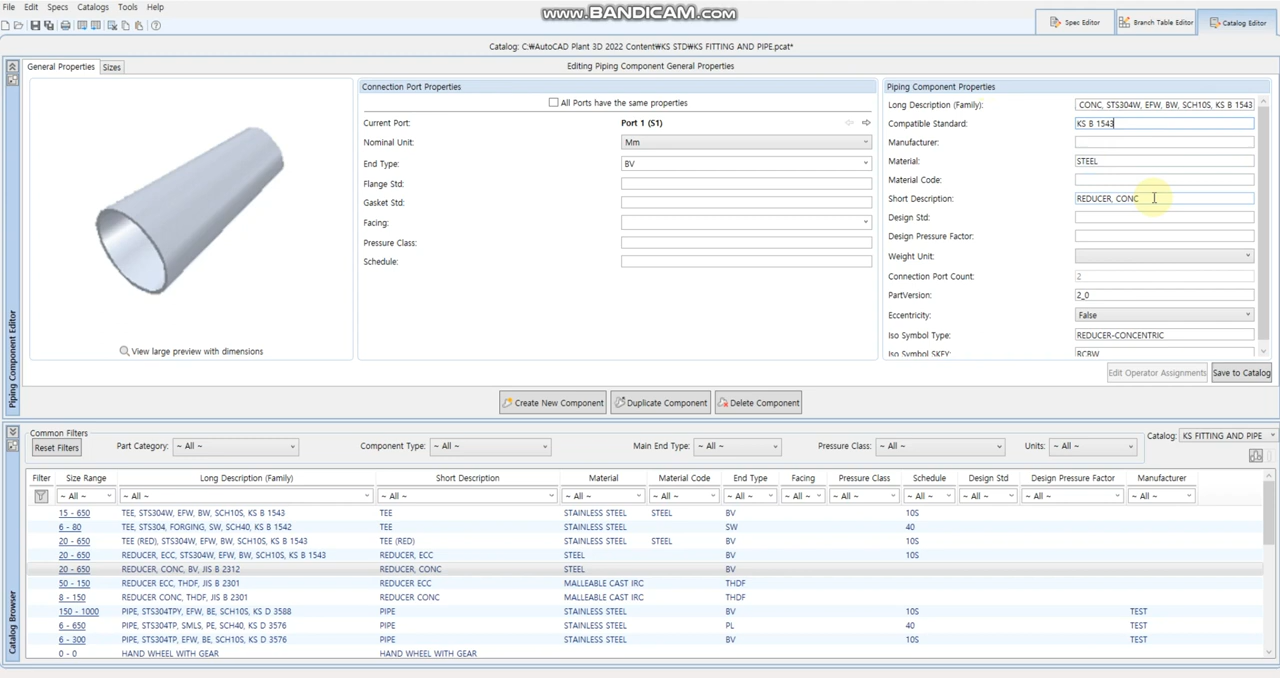 File Edit Specs Catalogs Tools Help
www.BANDICAM.com
Spec Editor Branch Table Editor Catalog Editor
Catalog: C:₩AutoCAD Plant 3D 2022 Content₩KS STD₩KS FITTING AND PIPE.pcat*
General Properties Sizes
Editing Piping Component General Properties
Connection Port Properties
All Ports have the same properties
Current Port: Port 1 (S1)
Nominal Unit: Mm
End Type: BV
Flange Std:
Gasket Std:
Facing:
Pressure Class:
Schedule:
View large preview with dimensions
Piping Component Properties
Long Description (Family): CONC, STS304W, EFW, BW, SCH10S, KS B 1543
Compatible Standard: KS B 1543
Manufacturer:
Material: STEEL
Material Code:
Short Description: REDUCER, CONC
Design Std:
Design Pressure Factor:
Weight Unit:
Connection Port Count: 2
PartVersion: 2_0
Eccentricity: False
Iso Symbol Type: REDUCER-CONCENTRIC
Iso Symbol SKEY: RCBW
Edit Operator Assignments Save to Catalog
Piping Component Editor
Create New Component Duplicate Component Delete Component
Common Filters
Reset Filters Part Category: ~ All ~ Component Type: ~ All ~ Main End Type: ~ All ~ Pressure Class: ~ All ~ Units: ~ All ~ Catalog: KS FITTING AND PIPE
Filter Size Range Long Description (Family) Short Description Material Material Code End Type Facing Pressure Class Schedule Design Std Design Pressure Factor Manufacturer
~ All ~ ~ All ~ ~ All ~ ~ All ~ ~ All ~ ~ All ~ ~ All ~ ~ All ~ ~ All ~ ~ All ~ ~ All ~ ~ All ~
15 - 650 TEE, STS304W, EFW, BW, SCH10S, KS B 1543 TEE STAINLESS STEEL STEEL BV 10S
6 - 80 TEE, STS304, FORGING, SW, SCH40, KS B 1542 TEE STAINLESS STEEL SW 40
20 - 650 TEE (RED), STS304W, EFW, BW, SCH10S, KS B 1543 TEE (RED) STAINLESS STEEL STEEL BV 10S
20 - 650 REDUCER, ECC, STS304W, EFW, BW, SCH10S, KS B 1543 REDUCER, ECC STEEL BV 10S
20 - 650 REDUCER, CONC, BV, JIS B 2312 REDUCER, CONC STEEL BV
50 - 150 REDUCER ECC, THDF, JIS B 2301 REDUCER ECC MALLEABLE CAST IRC THDF
8 - 150 REDUCER CONC, THDF, JIS B 2301 REDUCER CONC MALLEABLE CAST IRC THDF
150 - 1000 PIPE, STS304TPY, EFW, BE, SCH10S, KS D 3588 PIPE STAINLESS STEEL BV 10S TEST
6 - 650 PIPE, STS304TP, SMLS, PE, SCH40, KS D 3576 PIPE STAINLESS STEEL PL 40 TEST
6 - 300 PIPE, STS304TP, EFW, BE, SCH10S, KS D 3576 PIPE STAINLESS STEEL BV 10S TEST
0 - 0 HAND WHEEL WITH GEAR HAND WHEEL WITH GEAR
Catalog Browser